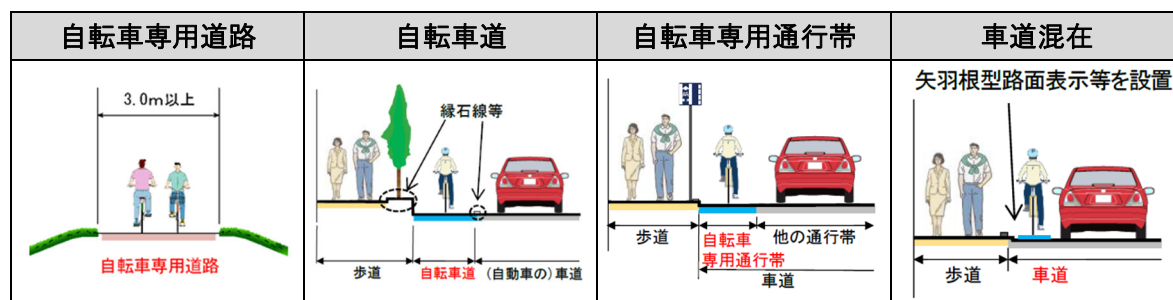 自転車専用道路
自転車道
自転車専用通行帯
車道混在
3.0m以上
自転車専用道路
縁石線等
歩道
自転車道
(自動車の)車道
歩道
自転車
専用通行帯
他の通行帯
車道
矢羽根型路面表示等を設置
歩道
車道